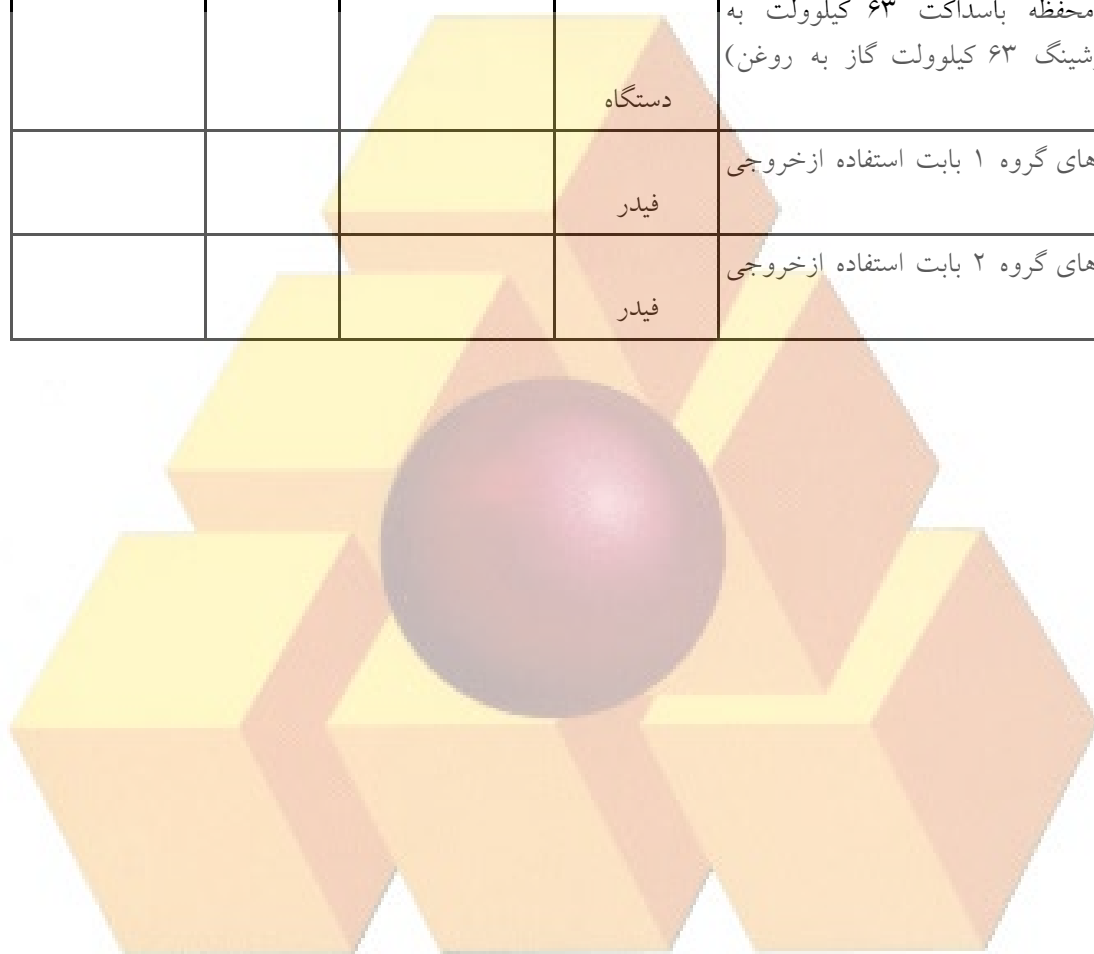 محفظه باسداکت ۶۳ کیلوولت به
شینگ ۶۳ کیلوولت گاز به روغن)
دستگاه
های گروه ۱ بابت استفاده ازخروجی
فیدر
های گروه ۲ بابت استفاده ازخروجی
فیدر